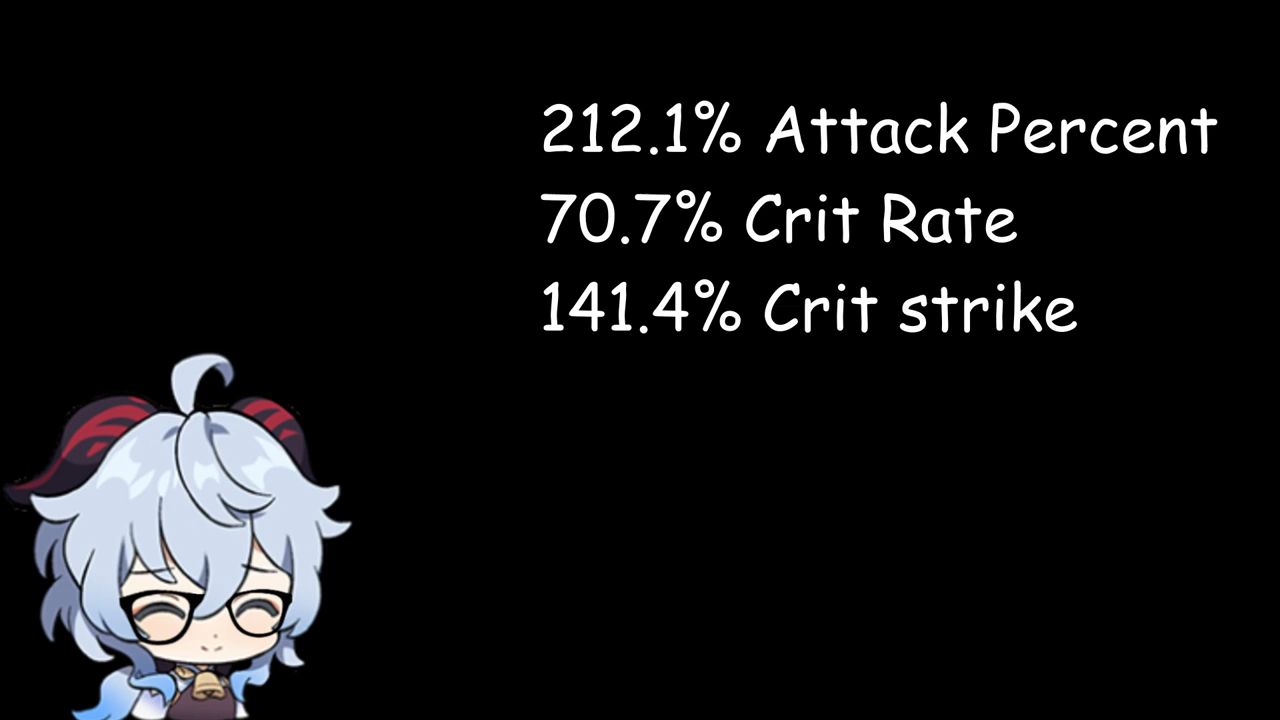 212.1% Attack Percent
70.7% Crit Rate
141.4% Crit strike